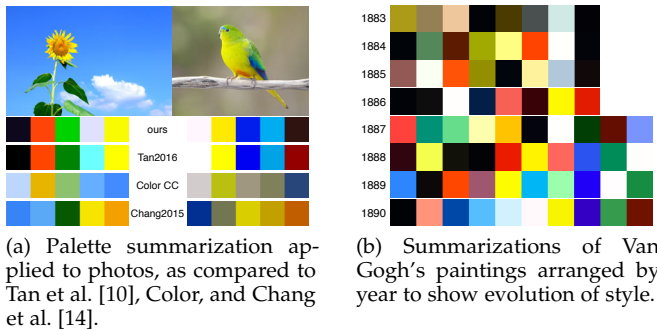 ours
Tan2016
Color CC
Chang2015
(a) Palette summarization ap-
plied to photos, as compared to
Tan et al. [10], Color, and Chang
et al. [14].
1883
1884
1885
1886
1887
1888
1889
1890
(b) Summarizations of Van
Gogh's paintings arranged by
year to show evolution of style.